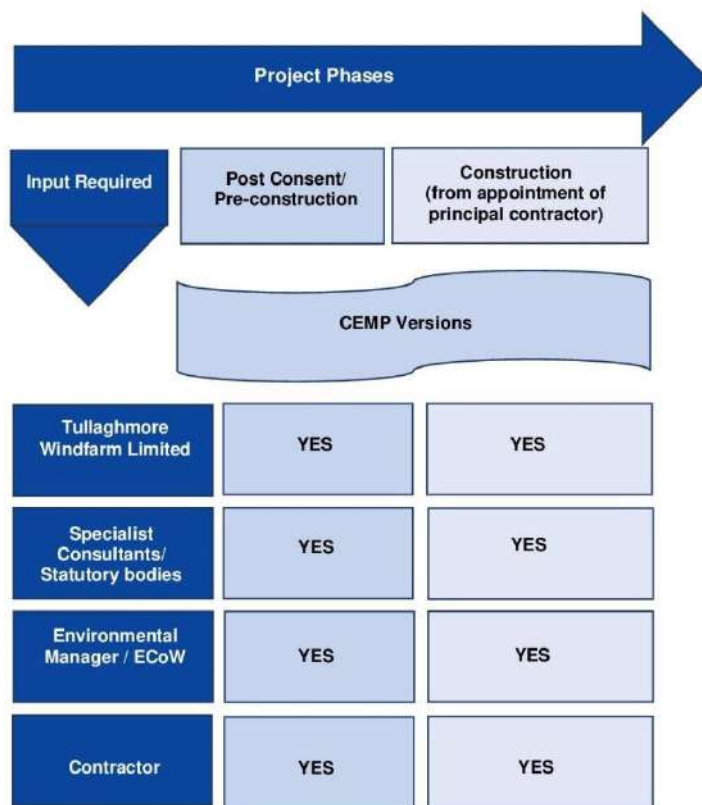 Project Phases
Input Required
Post Consent/
Pre-construction
Construction
(from appointment of
principal contractor)
CEMP Versions
Tullaghmore
Windfarm Limited
YES
YES
Specialist
Consultants/
Statutory bodies
YES
YES
Environmental
Manager / ECoW
YES
YES
Contractor
YES
YES